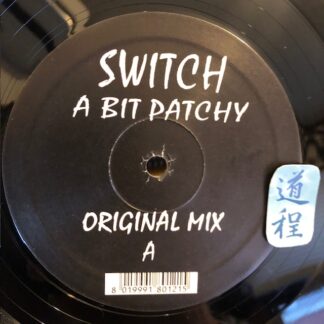 SWITCH
A BIT PATCHY
道程
ORIGINAL MIX
A
8 019991 801215